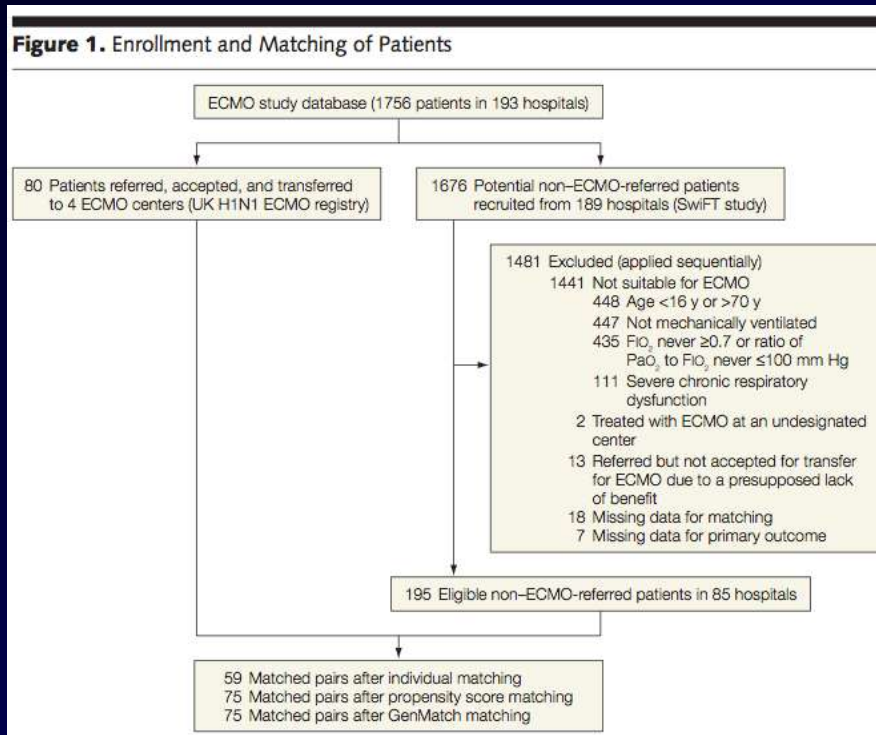 Figure 1. Enrollment and Matching of Patients
ECMO study database (1756 patients in 193 hospitals)
80 Patients referred, accepted, and transferred
to 4 ECMO centers (UK H1N1 ECMO registry)
1676 Potential non–ECMO-referred patients
recruited from 189 hospitals (SwiFT study)
1481 Excluded (applied sequentially)
1441 Not suitable for ECMO
448 Age <16 y or >70 y
447 Not mechanically ventilated
435 FIO₂ never ≥0.7 or ratio of
PaO₂ to FIO₂ never ≤100 mm Hg
111 Severe chronic respiratory
dysfunction
2 Treated with ECMO at an undesignated
center
13 Referred but not accepted for transfer
for ECMO due to a presupposed lack
of benefit
18 Missing data for matching
7 Missing data for primary outcome
195 Eligible non–ECMO-referred patients in 85 hospitals
59 Matched pairs after individual matching
75 Matched pairs after propensity score matching
75 Matched pairs after GenMatch matching